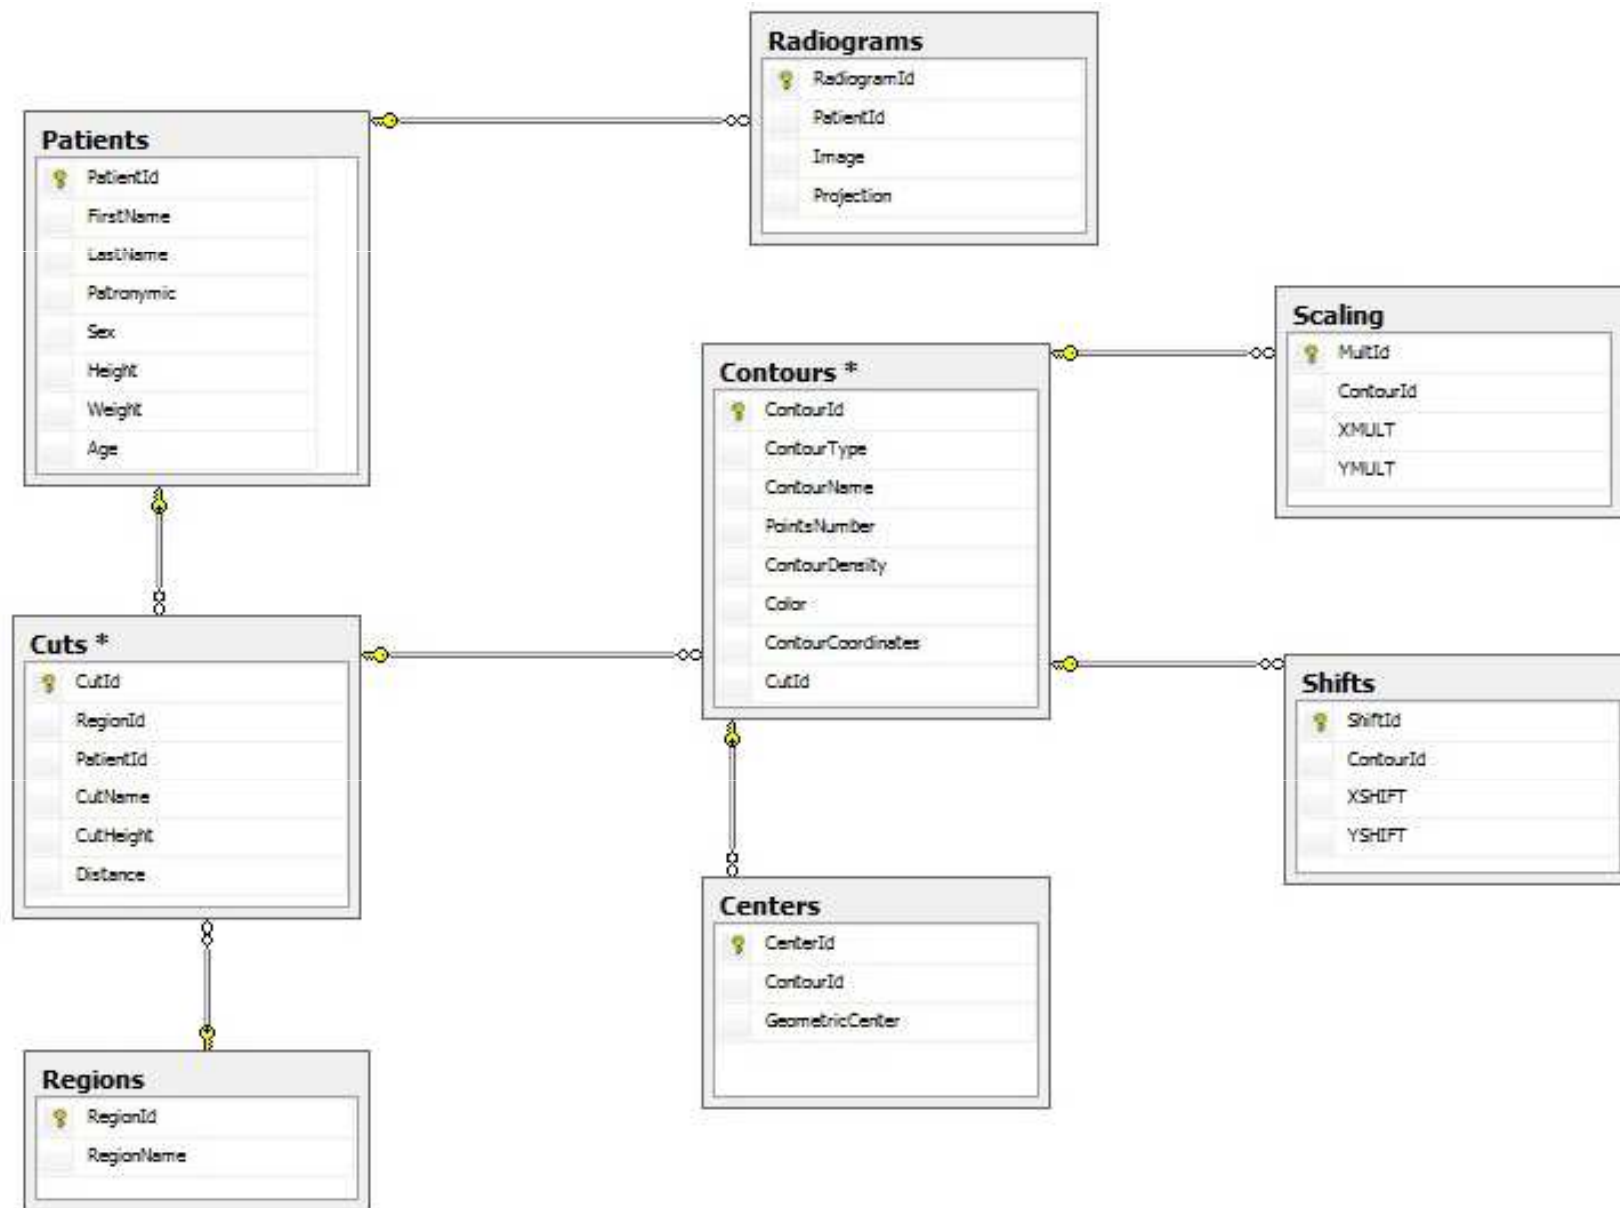 Radiograms
RadiogramId
PatientId
Image
Projection
Patients
PatientId
FirstName
LastName
Patronymic
Sex
Height
Weight
Age
Scaling
MultId
ContourId
XMULT
YMULT
Contours *
ContourId
ContourType
ContourName
PointsNumber
ContourDensity
Color
ContourCoordinates
CutId
Cuts *
CutId
RegionId
PatientId
CutName
CutHeight
Distance
Shifts
ShiftId
ContourId
XSHIFT
YSHIFT
Centers
CenterId
ContourId
GeometricCenter
Regions
RegionId
RegionName